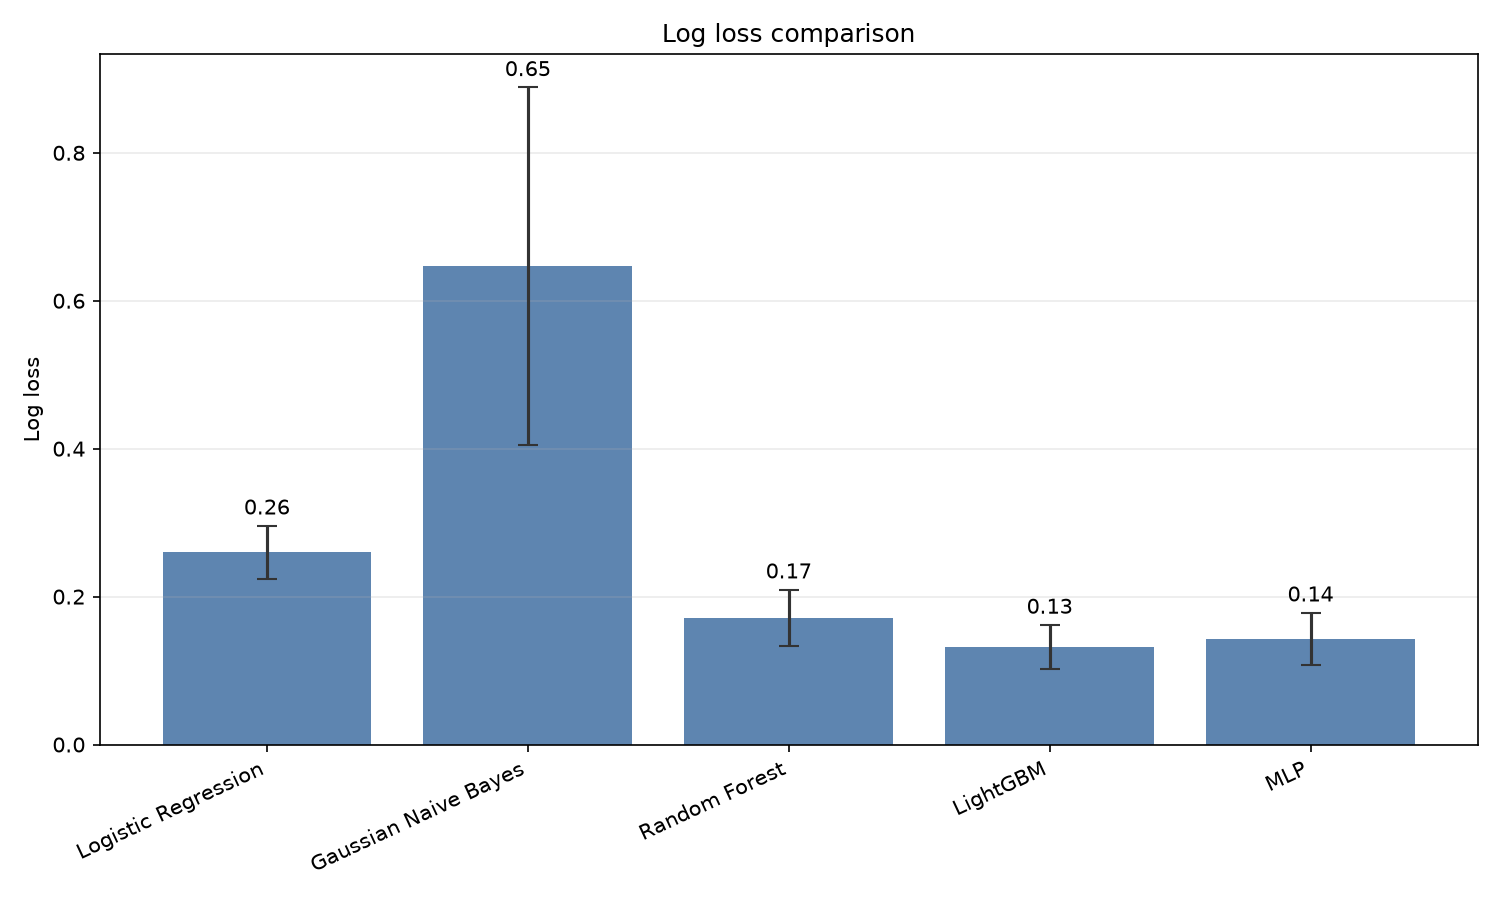 Log loss comparison
0.65
0.8
0.6
Log loss
0.4
0.26
0.17
0.13
0.14
0.2
0.0
Logistic Regression
Gaussian Naive Bayes
Random Forest
LightGBM
MLP